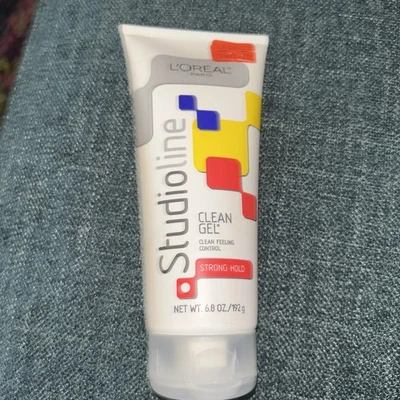 L'ORÉAL
PARIS
Studioline
CLEAN
GEL®
CLEAN FEELING
CONTROL
STRONG HOLD
NET WT. 6.8 OZ./192 g